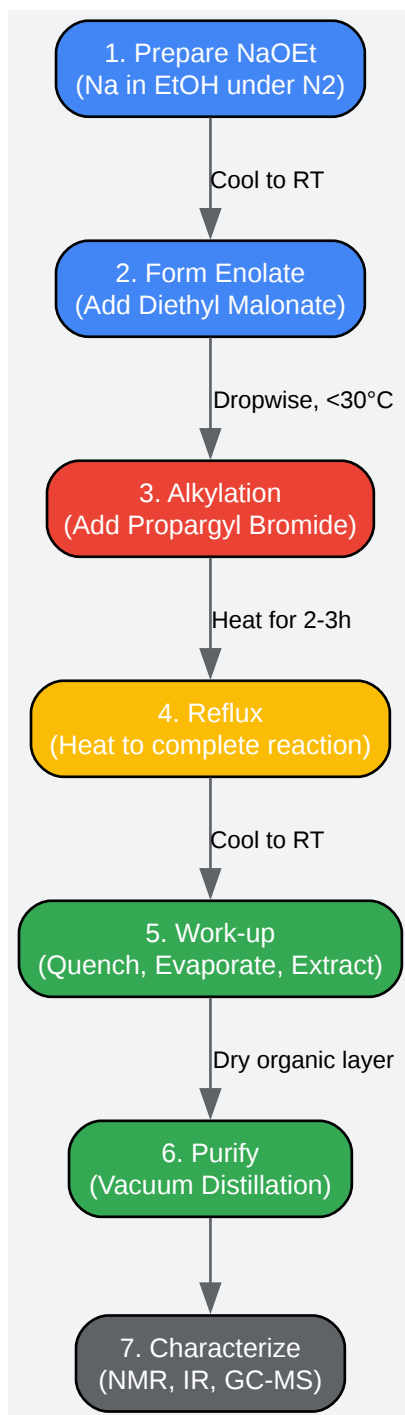 1. Prepare NaOEt
(Na in EtOH under N2)
Cool to RT
2. Form Enolate
(Add Diethyl Malonate)
Dropwise, <30°C
3. Alkylation
(Add Propargyl Bromide)
Heat for 2-3h
4. Reflux
(Heat to complete reaction)
Cool to RT
5. Work-up
(Quench, Evaporate, Extract)
Dry organic layer
6. Purify
(Vacuum Distillation)
7. Characterize
(NMR, IR, GC-MS)